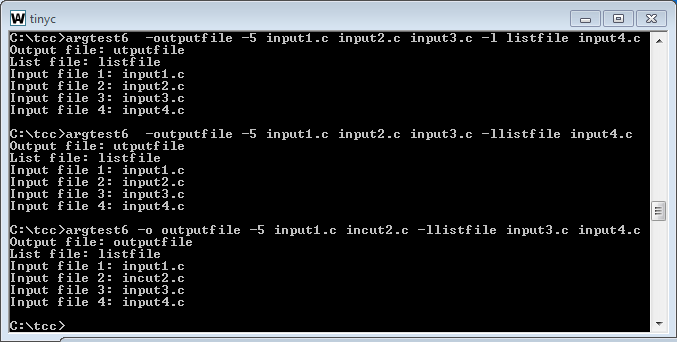 tinyc
C:\tcc>argtest6  -outputfile -5 input1.c input2.c input3.c -l listfile input4.c
Output file: utputfile
List file: listfile
Input file 1: input1.c
Input file 2: input2.c
Input file 3: input3.c
Input file 4: input4.c
C:\tcc>argtest6  -outputfile -5 input1.c input2.c input3.c -llistfile input4.c
Output file: utputfile
List file: listfile
Input file 1: input1.c
Input file 2: input2.c
Input file 3: input3.c
Input file 4: input4.c
C:\tcc>argtest6 -o outputfile -5 input1.c incut2.c -llistfile input3.c input4.c
Output file: outputfile
List file: listfile
Input file 1: input1.c
Input file 2: incut2.c
Input file 3: input3.c
Input file 4: input4.c
C:\tcc>